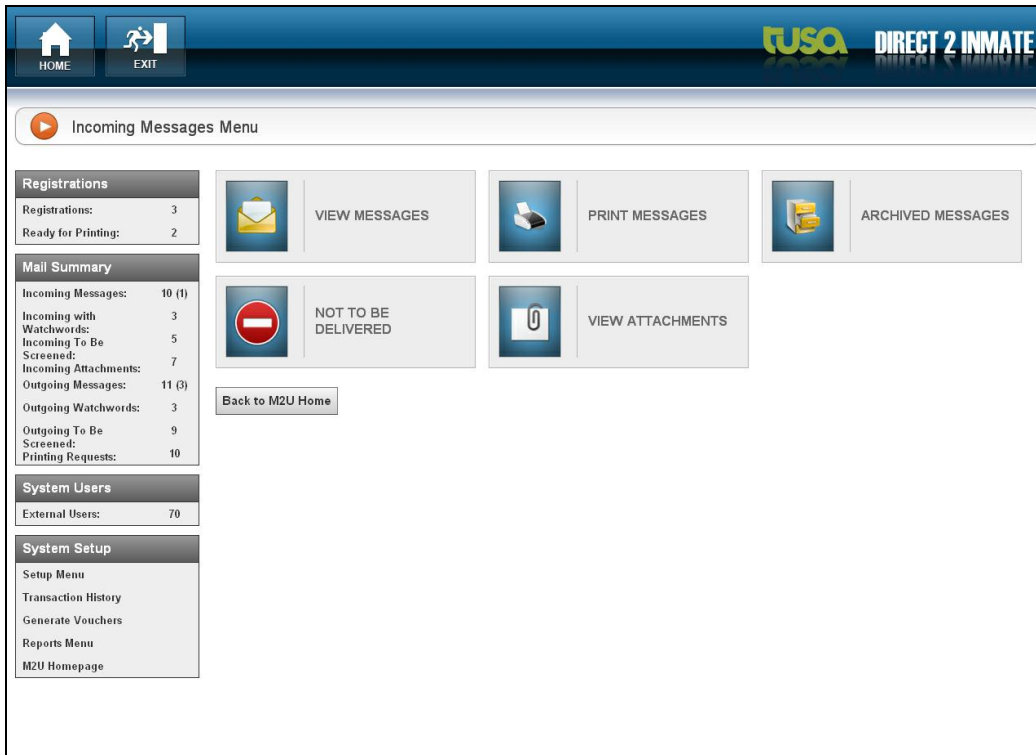 HOME
EXIT
tusa
DIRECT 2 INMATE
Incoming Messages Menu
Registrations
Registrations: 3
Ready for Printing: 2
Mail Summary
Incoming Messages: 10 (1)
Incoming with
Watchwords: 3
Incoming To Be
Screened: 5
Incoming Attachments: 7
Outgoing Messages: 11 (3)
Outgoing Watchwords: 3
Outgoing To Be
Screened: 9
Printing Requests: 10
System Users
External Users: 70
System Setup
Setup Menu
Transaction History
Generate Vouchers
Reports Menu
M2U Homepage
VIEW MESSAGES
PRINT MESSAGES
ARCHIVED MESSAGES
NOT TO BE
DELIVERED
VIEW ATTACHMENTS
Back to M2U Home